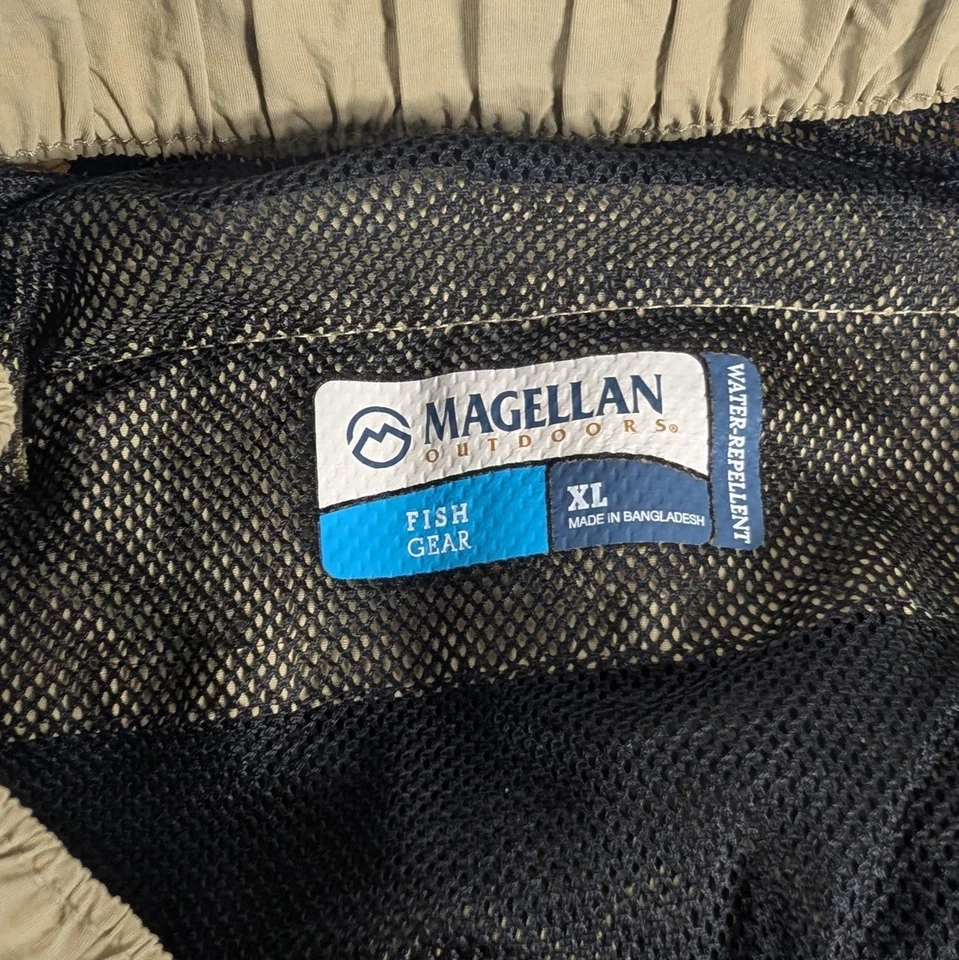 MAGELLAN
OUTDOORS®
FISH
GEAR
XL
MADE IN BANGLADESH
WATER-REPELLENT